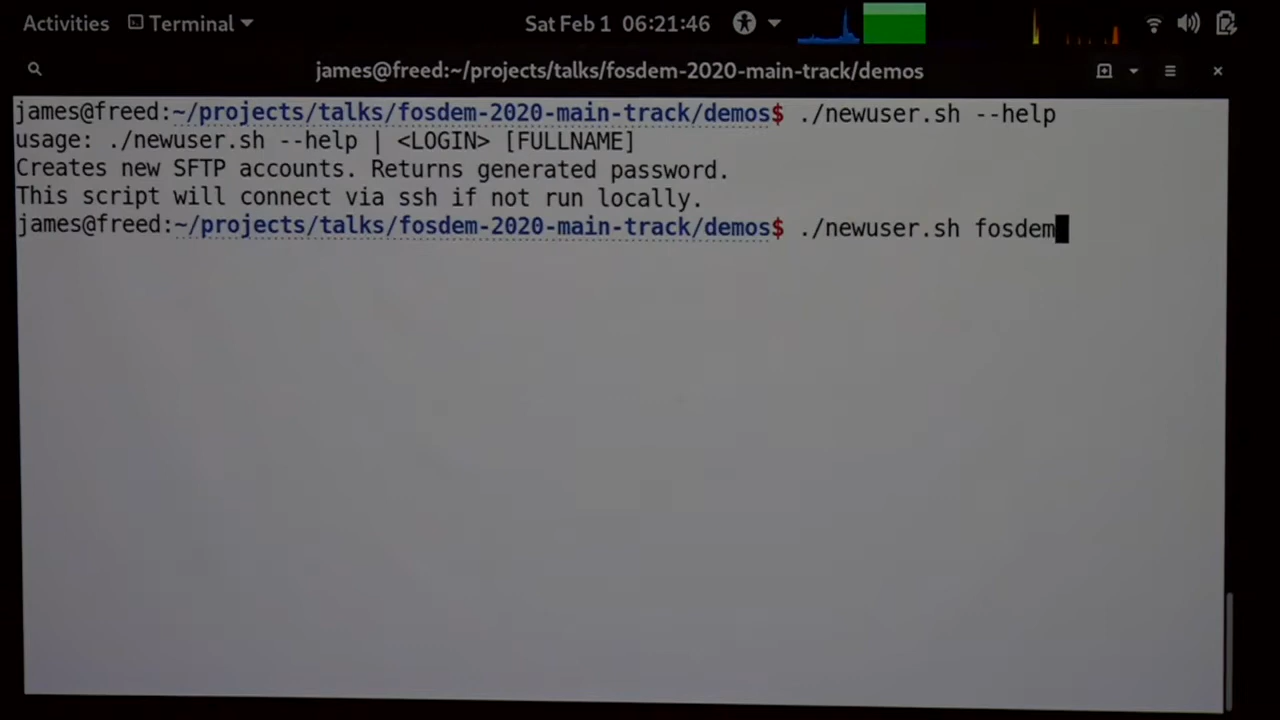 Activities Terminal Sat Feb 1 06:21:46
james@freed:~/projects/talks/fosdem-2020-main-track/demos
james@freed:~/projects/talks/fosdem-2020-main-track/demos$ ./newuser.sh --help
usage: ./newuser.sh --help | <LOGIN> [FULLNAME]
Creates new SFTP accounts. Returns generated password.
This script will connect via ssh if not run locally.
james@freed:~/projects/talks/fosdem-2020-main-track/demos$ ./newuser.sh fosdem